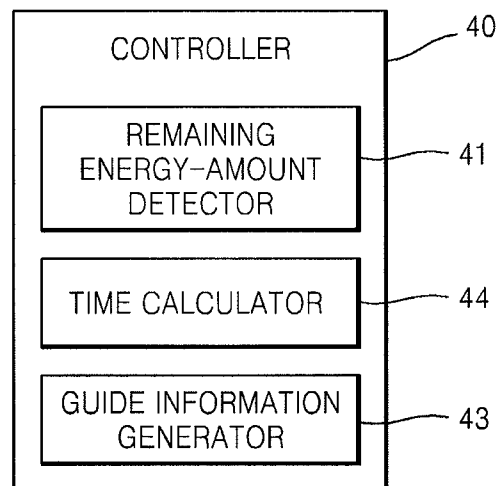 CONTROLLER
40
REMAINING
ENERGY-AMOUNT
DETECTOR
41
TIME CALCULATOR
44
GUIDE INFORMATION
GENERATOR
43